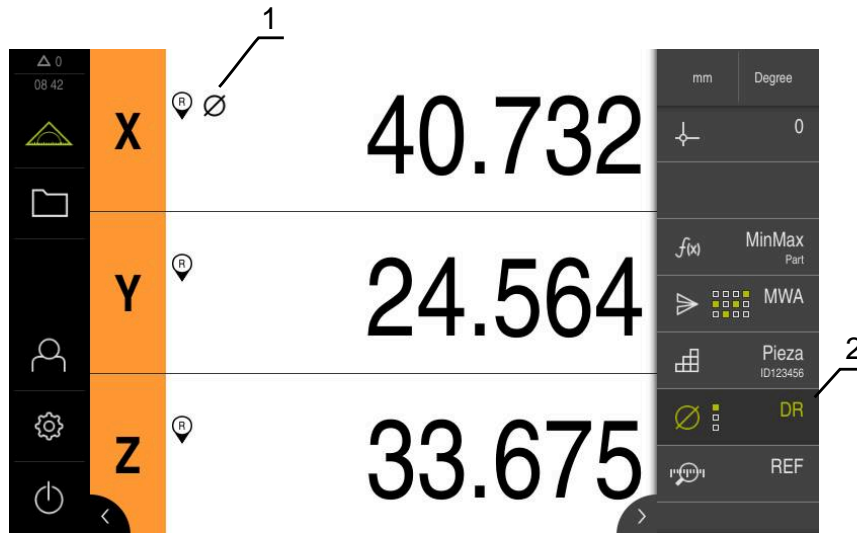 1
0
08 42
mm Degree
X R 40.732
0
Y R 24.564
MinMax
Part
MWA
Pieza
ID123456
2
Z R 33.675
DR
REF